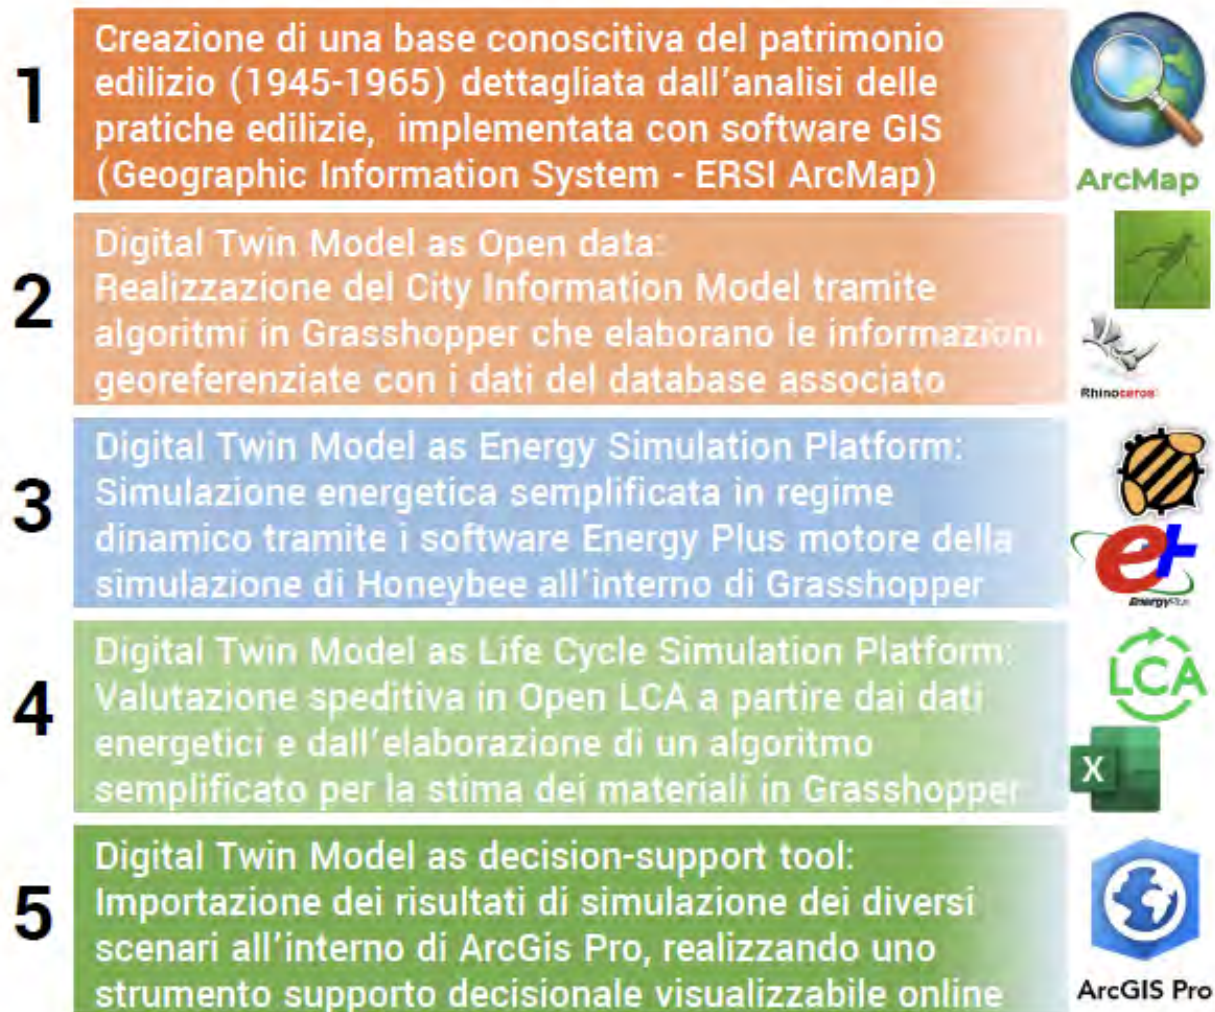 1
Creazione di una base conoscitiva del patrimonio
edilizio (1945-1965) dettagliata dall'analisi delle
pratiche edilizie, implementata con software GIS
(Geographic Information System - ERSI ArcMap)
ArcMap
2
Digital Twin Model as Open data:
Realizzazione del City Information Model tramite
algoritmi in Grasshopper che elaborano le informazioni
georeferenziate con i dati del database associato
Rhinoceros
3
Digital Twin Model as Energy Simulation Platform:
Simulazione energetica semplificata in regime
dinamico tramite i software Energy Plus motore della
simulazione di Honeybee all'interno di Grasshopper
e+
EnergyPlus
4
Digital Twin Model as Life Cycle Simulation Platform:
Valutazione speditiva in Open LCA a partire dai dati
energetici e dall'elaborazione di un algoritmo
semplificato per la stima dei materiali in Grasshopper
LCA
X
5
Digital Twin Model as decision-support tool:
Importazione dei risultati di simulazione dei diversi
scenari all'interno di ArcGis Pro, realizzando uno
strumento supporto decisionale visualizzabile online
ArcGIS Pro